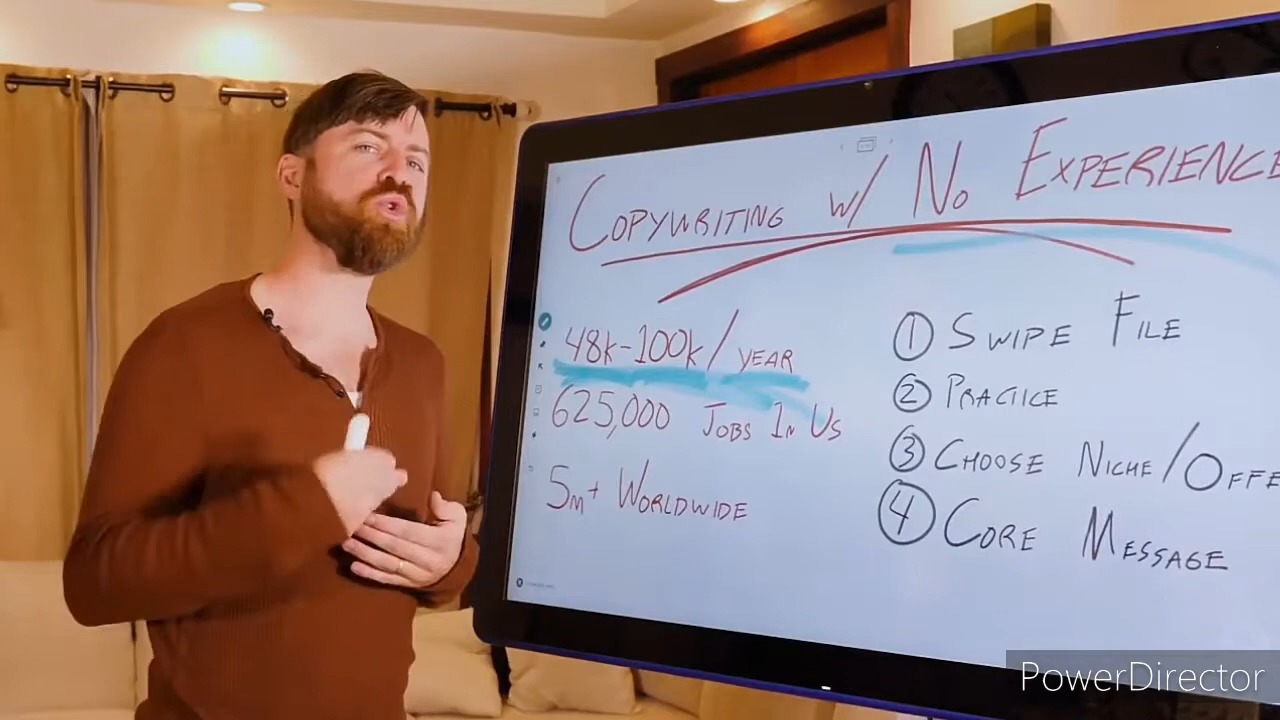 COPYWRITING W/ NO EXPERIENCE
48K-100K/YEAR
625,000 JOBS IN US
5M+ WORLDWIDE
① SWIPE FILE
② PRACTICE
③ CHOOSE NICHE/OFFE
④ CORE MESSAGE
PowerDirector